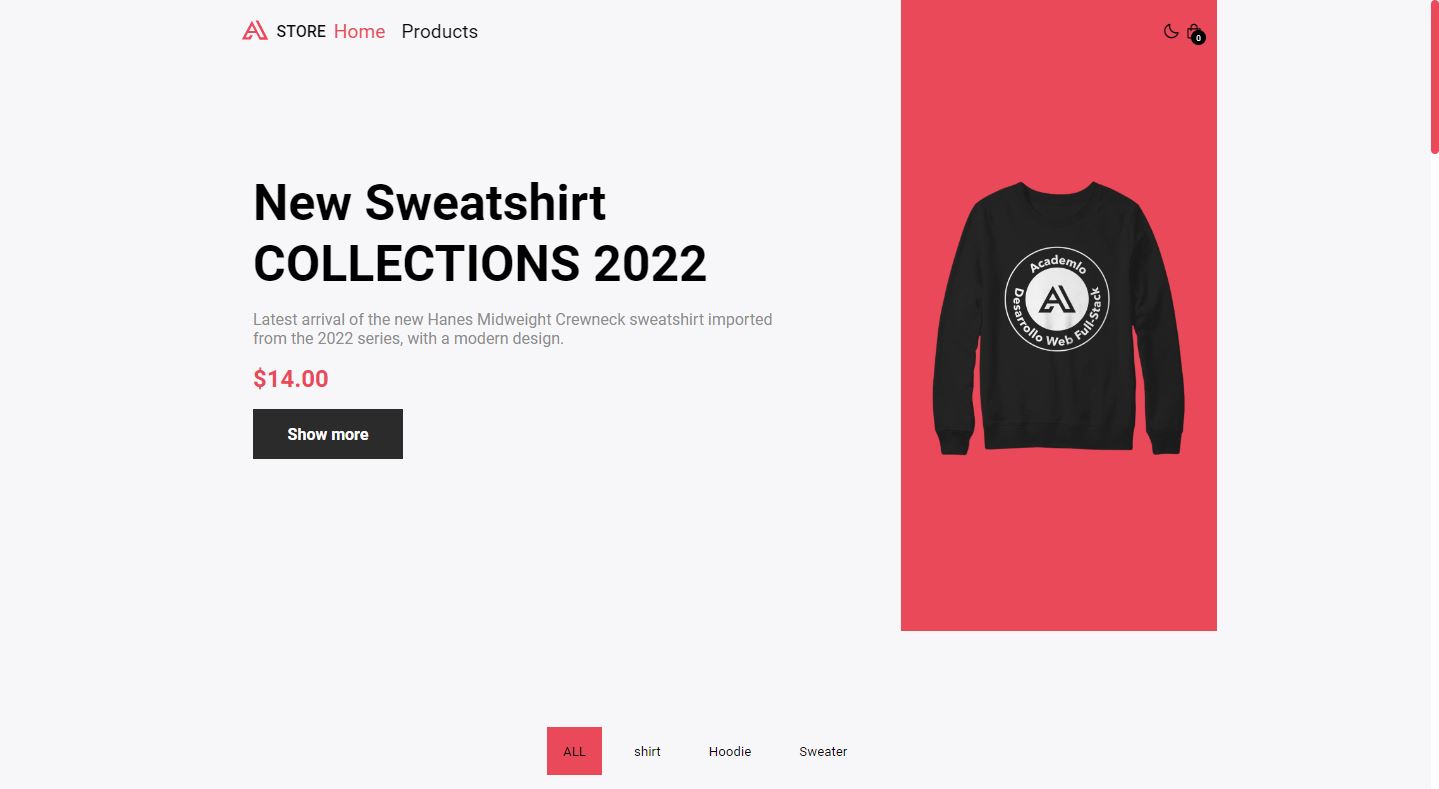 STORE Home Products
0
New Sweatshirt
COLLECTIONS 2022
Latest arrival of the new Hanes Midweight Crewneck sweatshirt imported
from the 2022 series, with a modern design.
$14.00
Show more
Academlo
Desarrollo Web Full-Stack
ALL shirt Hoodie Sweater